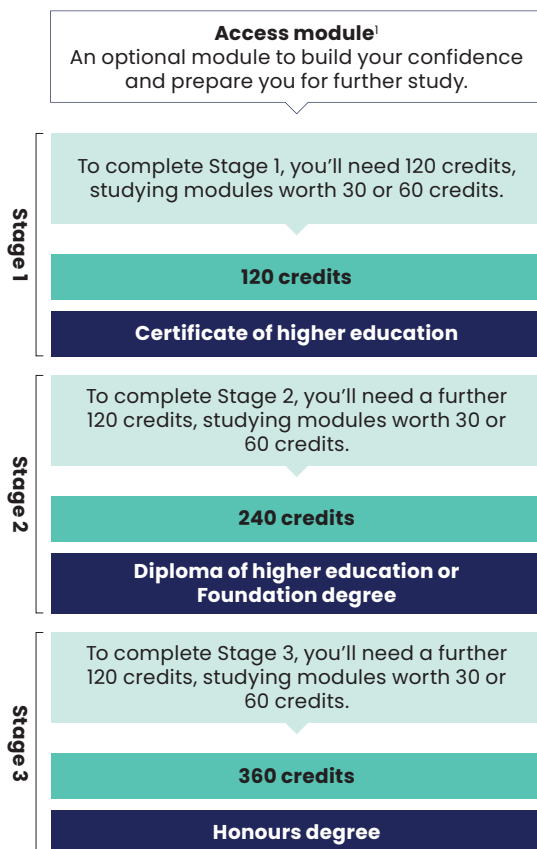 Access module¹
An optional module to build your confidence
and prepare you for further study.
Stage 1
To complete Stage 1, you’ll need 120 credits,
studying modules worth 30 or 60 credits.
120 credits
Certificate of higher education
Stage 2
To complete Stage 2, you’ll need a further
120 credits, studying modules worth 30 or
60 credits.
240 credits
Diploma of higher education or
Foundation degree
Stage 3
To complete Stage 3, you’ll need a further
120 credits, studying modules worth 30 or
60 credits.
360 credits
Honours degree